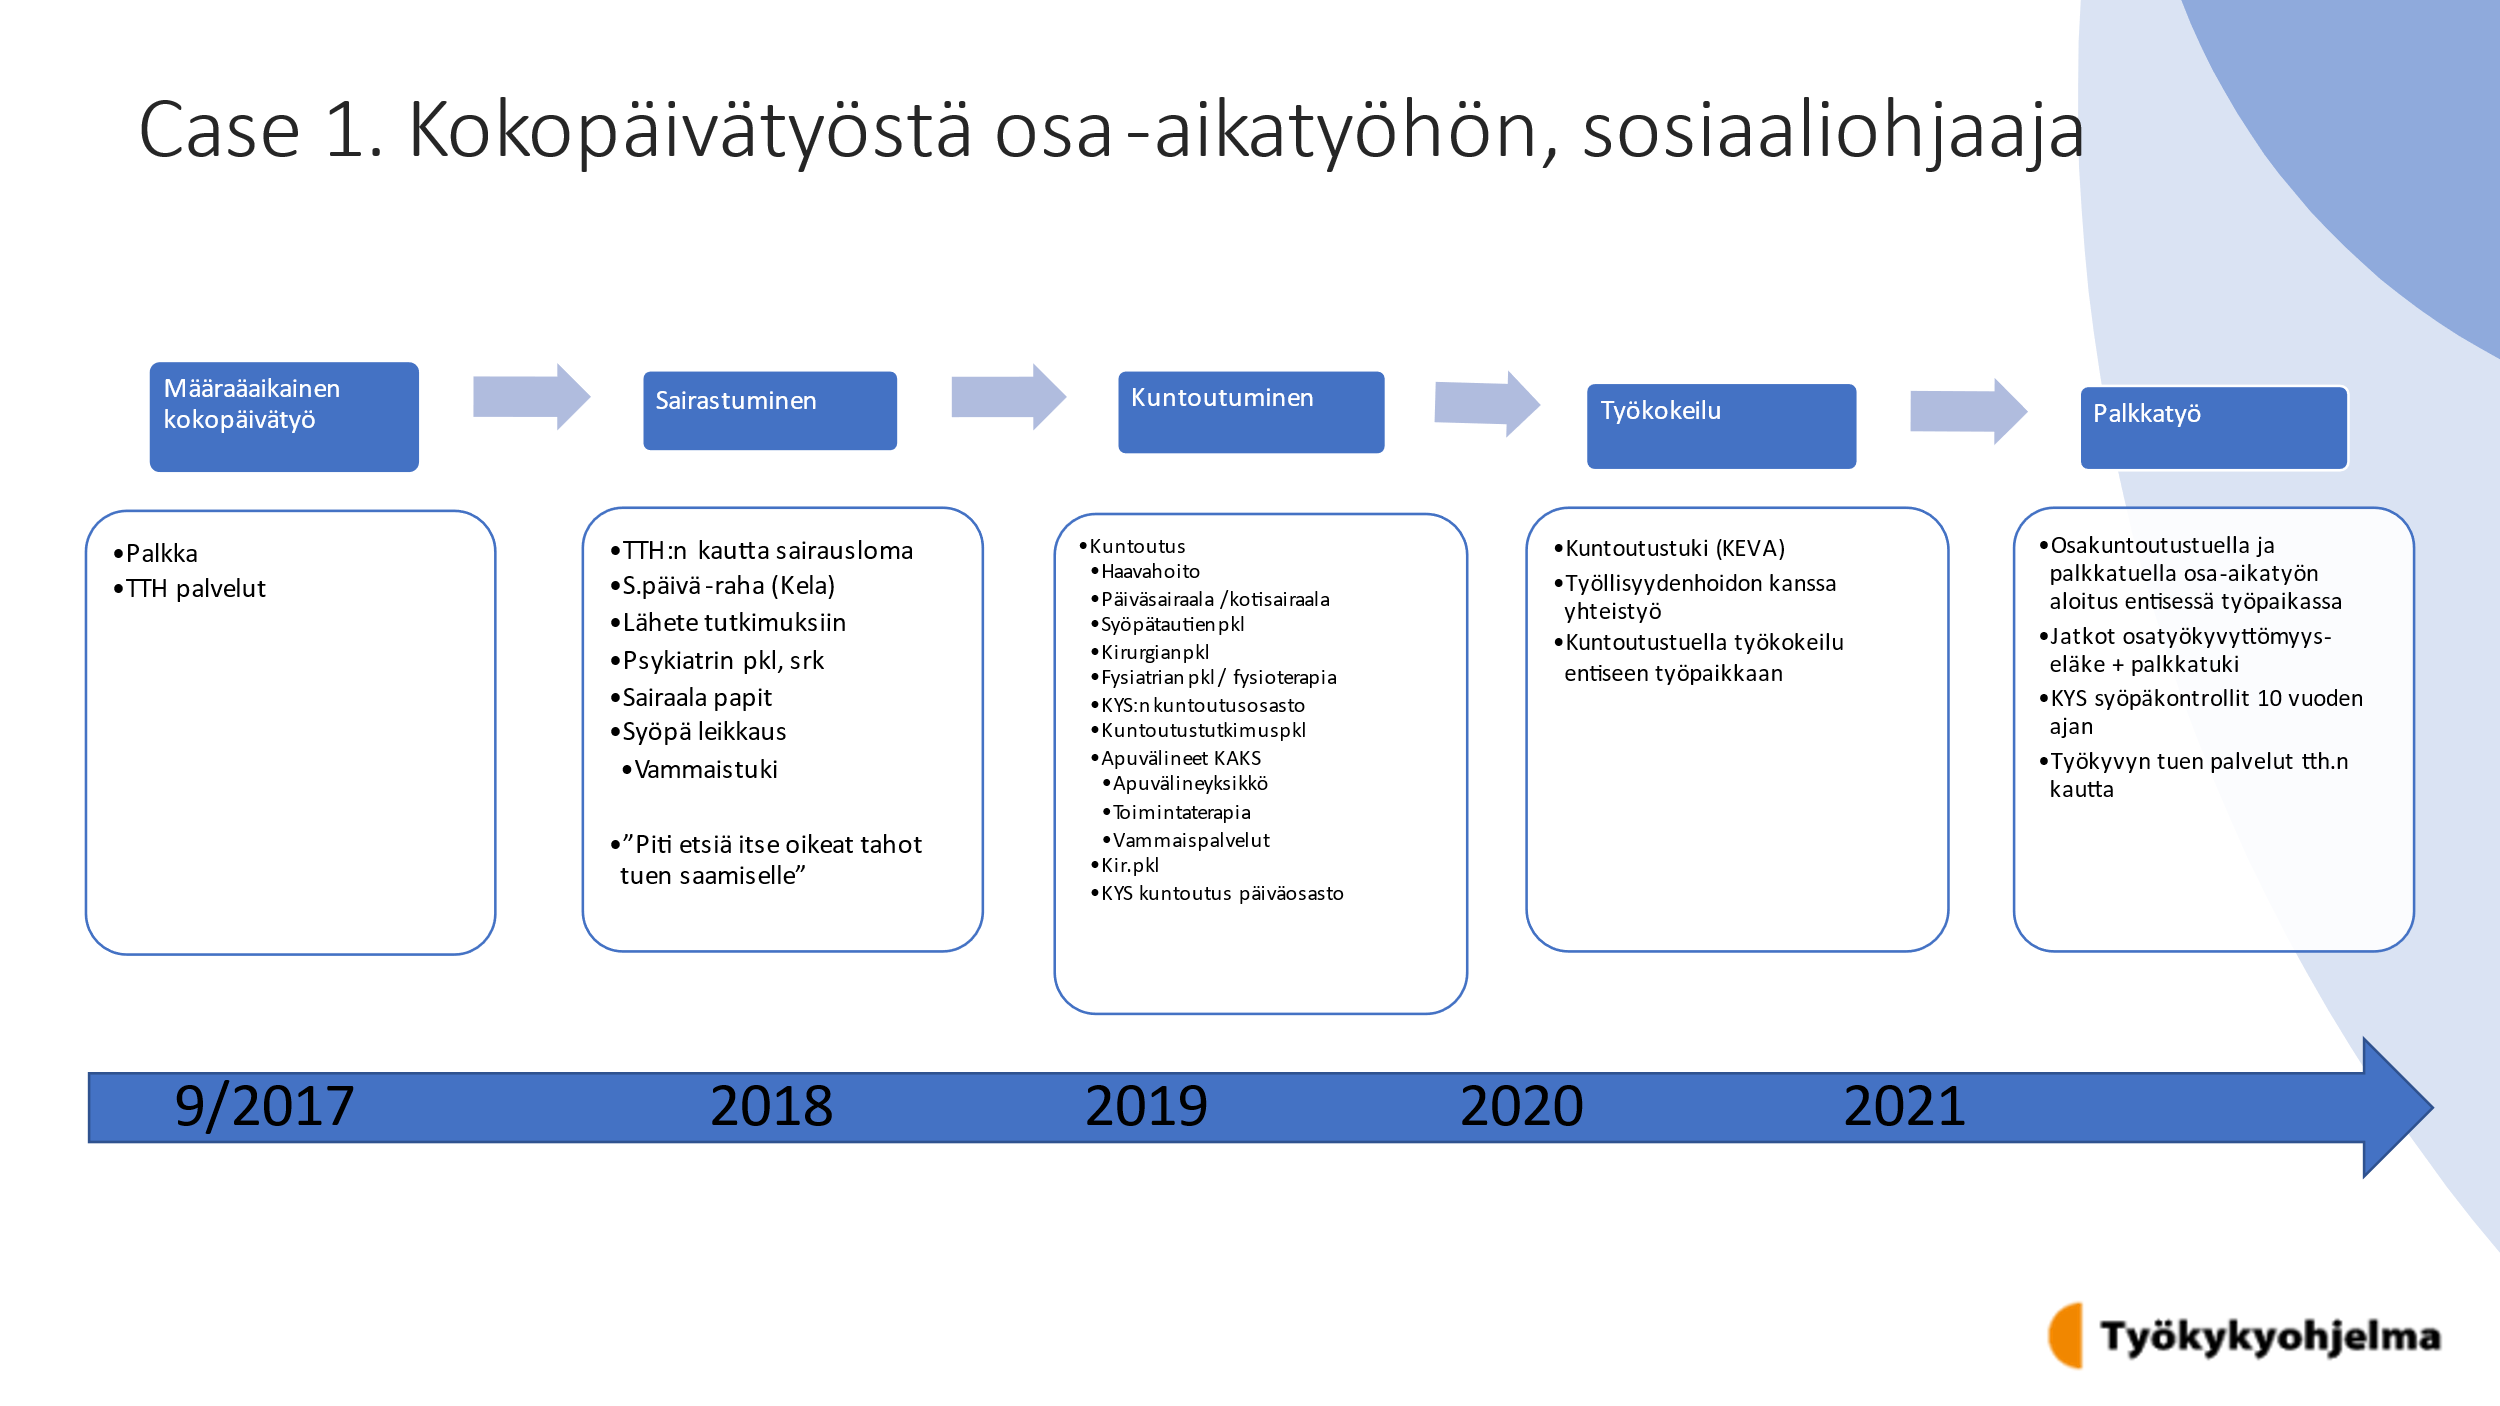 Case 1. Kokopäivätyöstä osa-aikatyöhön, sosiaaliohjaaja
Määräaikainen
kokopäivätyö
Sairastuminen
Kuntoutuminen
Työkokeilu
Palkkatyö
•Palkka
•TTH palvelut
•TTH:n kautta sairausloma
•S.päivä-raha (Kela)
•Lähete tutkimuksiin
•Psykiatrin pkl, srk
•Sairaala papit
•Syöpä leikkaus
•Vammaistuki
•”Piti etsiä itse oikeat tahot
tuen saamiselle”
•Kuntoutus
•Haavahoito
•Päiväsairaala /kotisairaala
•Syöpätautien pkl
•Kirurgian pkl
•Fysiatrian pkl / fysioterapia
•KYS:n kuntoutusosasto
•Kuntoutustutkimuspkl
•Apuvälineet KAKS
•Apuvälineyksikkö
•Toimintaterapia
•Vammaispalvelut
•Kir.pkl
•KYS kuntoutus päiväosasto
•Kuntoutustuki (KEVA)
•Työllisyydenhoidon kanssa
yhteistyö
•Kuntoutustuella työkokeilu
entiseen työpaikkaan
•Osakuntoutustuella ja
palkkatuella osa-aikatyön
aloitus entisessä työpaikassa
•Jatkot osatyökyvyttömyys-
eläke + palkkatuki
•KYS syöpäkontrollit 10 vuoden
ajan
•Työkyvyn tuen palvelut tth.n
kautta
9/2017
2018
2019
2020
2021
Työkykyohjelma